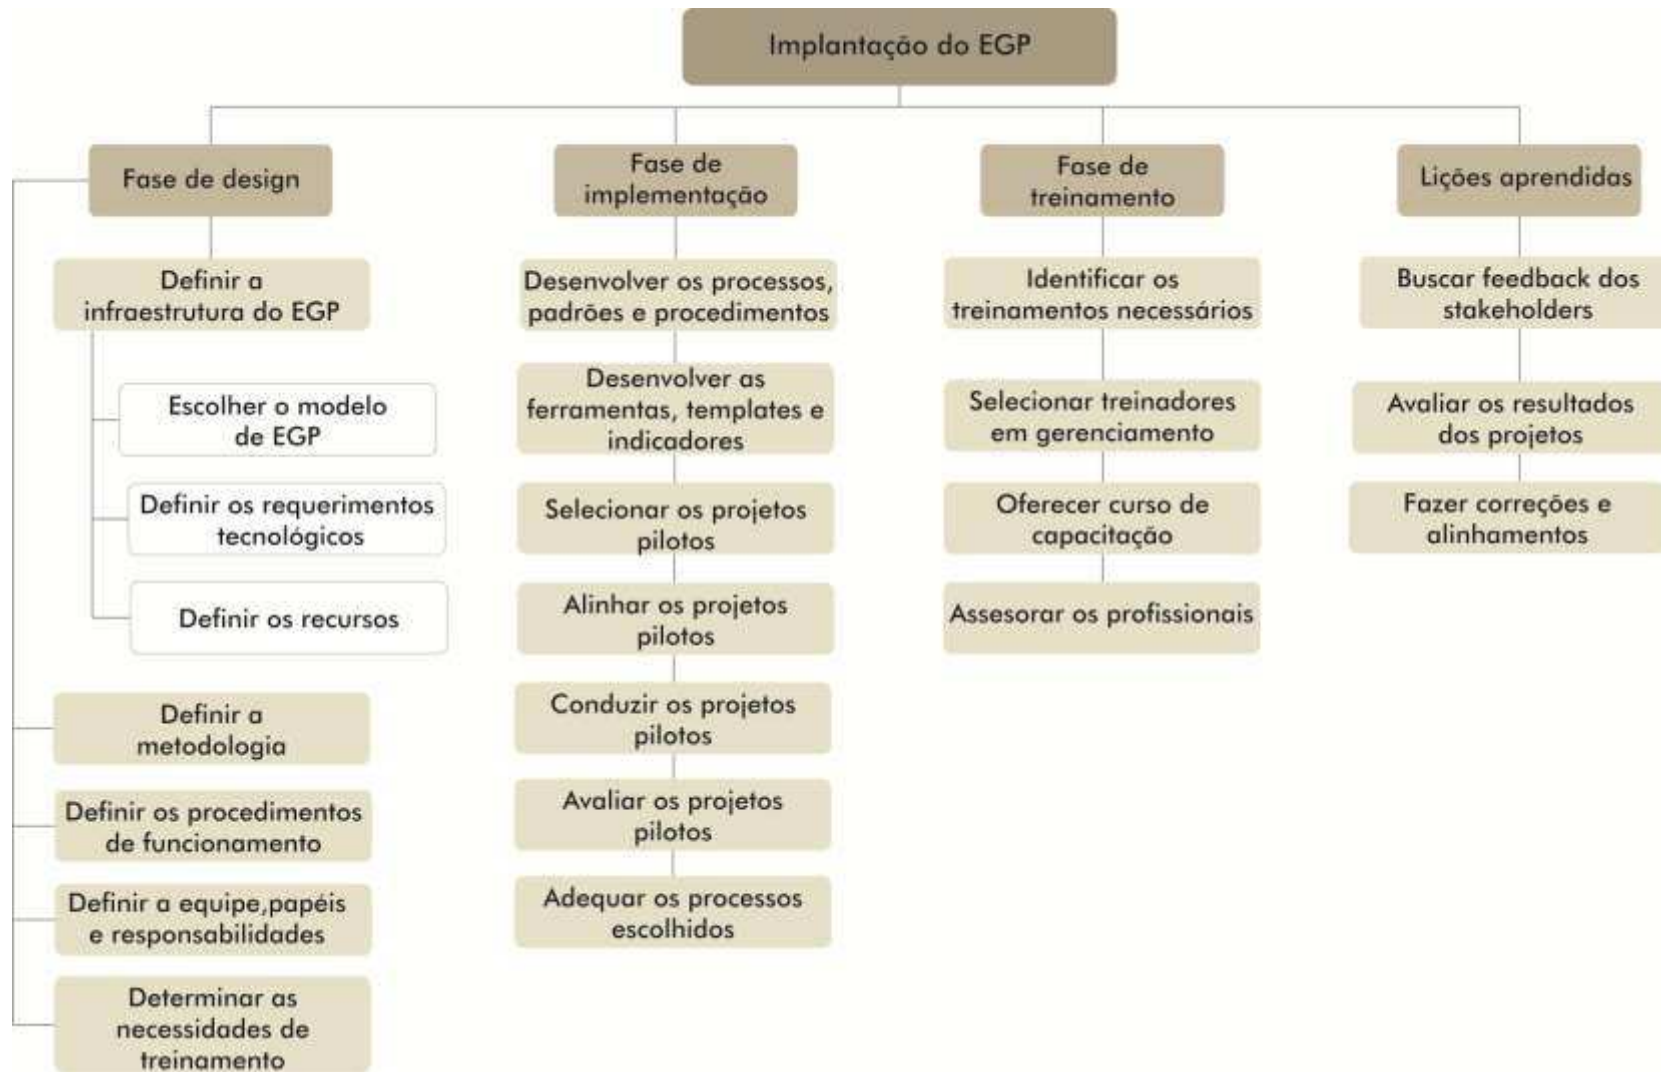 Implantação do EGP
Fase de design
Definir a
infraestrutura do EGP
Escolher o modelo
de EGP
Definir os requerimentos
tecnológicos
Definir os recursos
Definir a
metodologia
Definir os procedimentos
de funcionamento
Definir a equipe,papéis
e responsabilidades
Determinar as
necessidades de
treinamento
Fase de
implementação
Desenvolver os processos,
padrões e procedimentos
Desenvolver as
ferramentas, templates e
indicadores
Selecionar os projetos
pilotos
Alinhar os projetos
pilotos
Conduzir os projetos
pilotos
Avaliar os projetos
pilotos
Adequar os processos
escolhidos
Fase de
treinamento
Identificar os
treinamentos necessários
Selecionar treinadores
em gerenciamento
Oferecer curso de
capacitação
Assesorar os profissionais
Lições aprendidas
Buscar feedback dos
stakeholders
Avaliar os resultados
dos projetos
Fazer correções e
alinhamentos